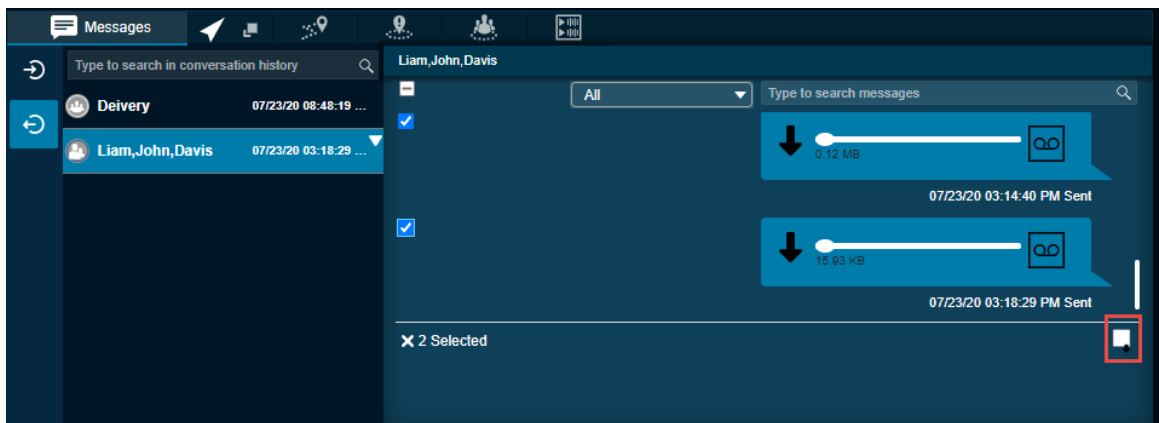 Messages
Type to search in conversation history
Deivery 07/23/20 08:48:19 ...
Liam,John,Davis 07/23/20 03:18:29 ...
Liam,John,Davis
All
Type to search messages
0.12 MB
07/23/20 03:14:40 PM Sent
15.93 KB
07/23/20 03:18:29 PM Sent
2 Selected